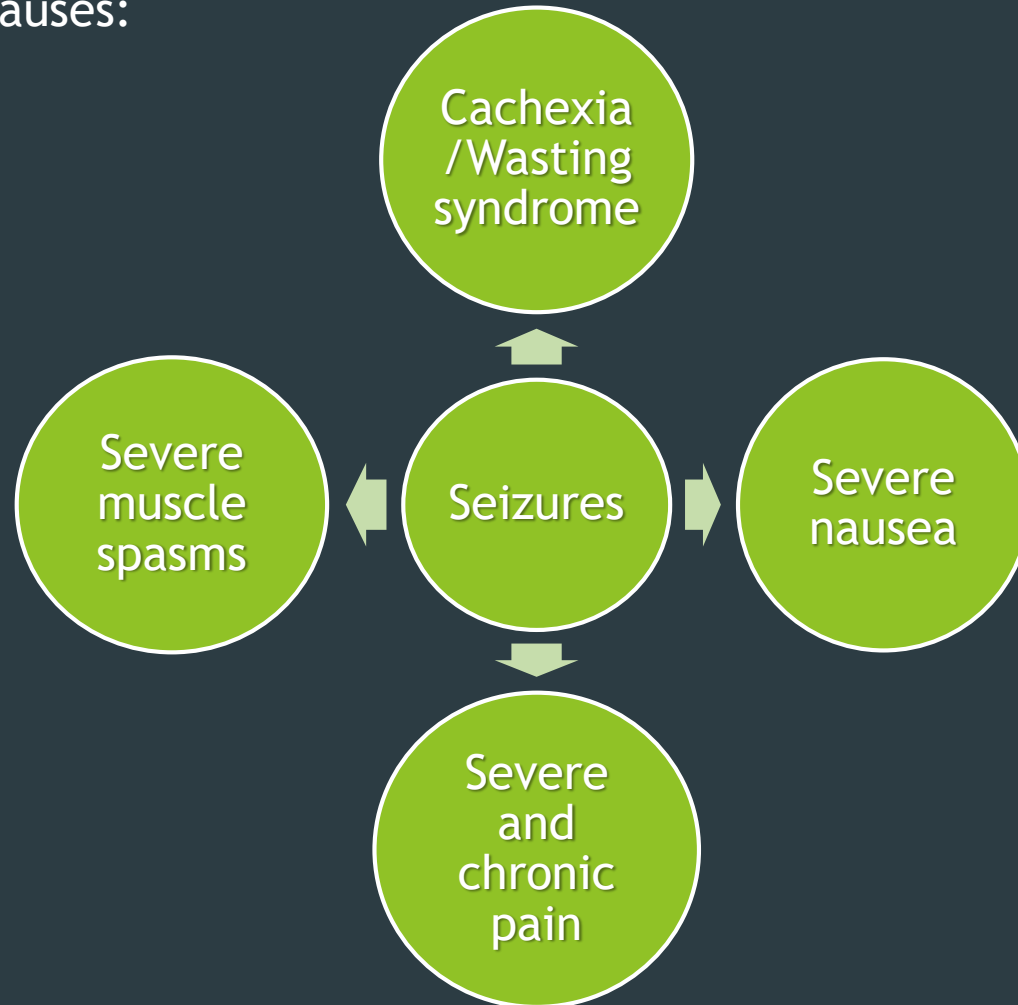 auses:
Cachexia
/Wasting
syndrome
Severe
muscle
spasms
Seizures
Severe
nausea
Severe
and
chronic
pain